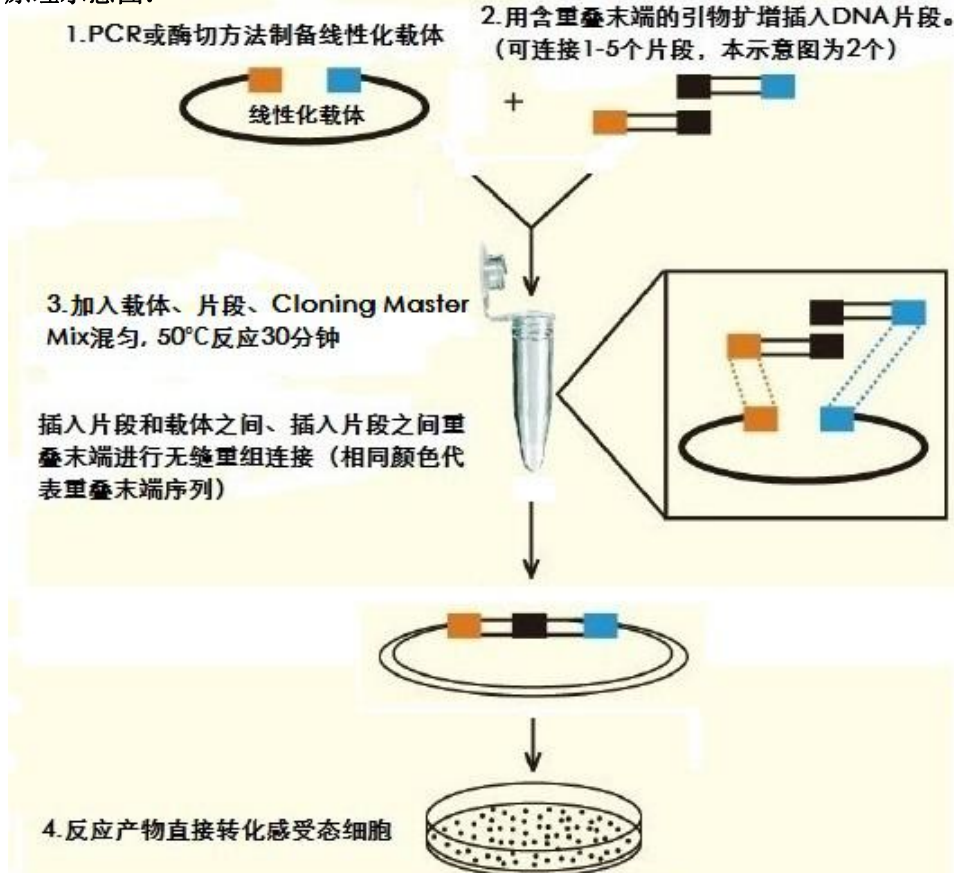 原理示意图:
1.PCR或酶切方法制备线性化载体
2.用含重叠末端的引物扩增插入DNA片段。
(可连接1-5个片段，本示意图为2个）
线性化载体
+
3.加入载体、片段、Cloning Master
Mix混匀, 50℃反应30分钟
插入片段和载体之间、插入片段之间重
叠末端进行无缝重组连接（相同颜色代
表重叠末端序列）
4.反应产物直接转化感受态细胞